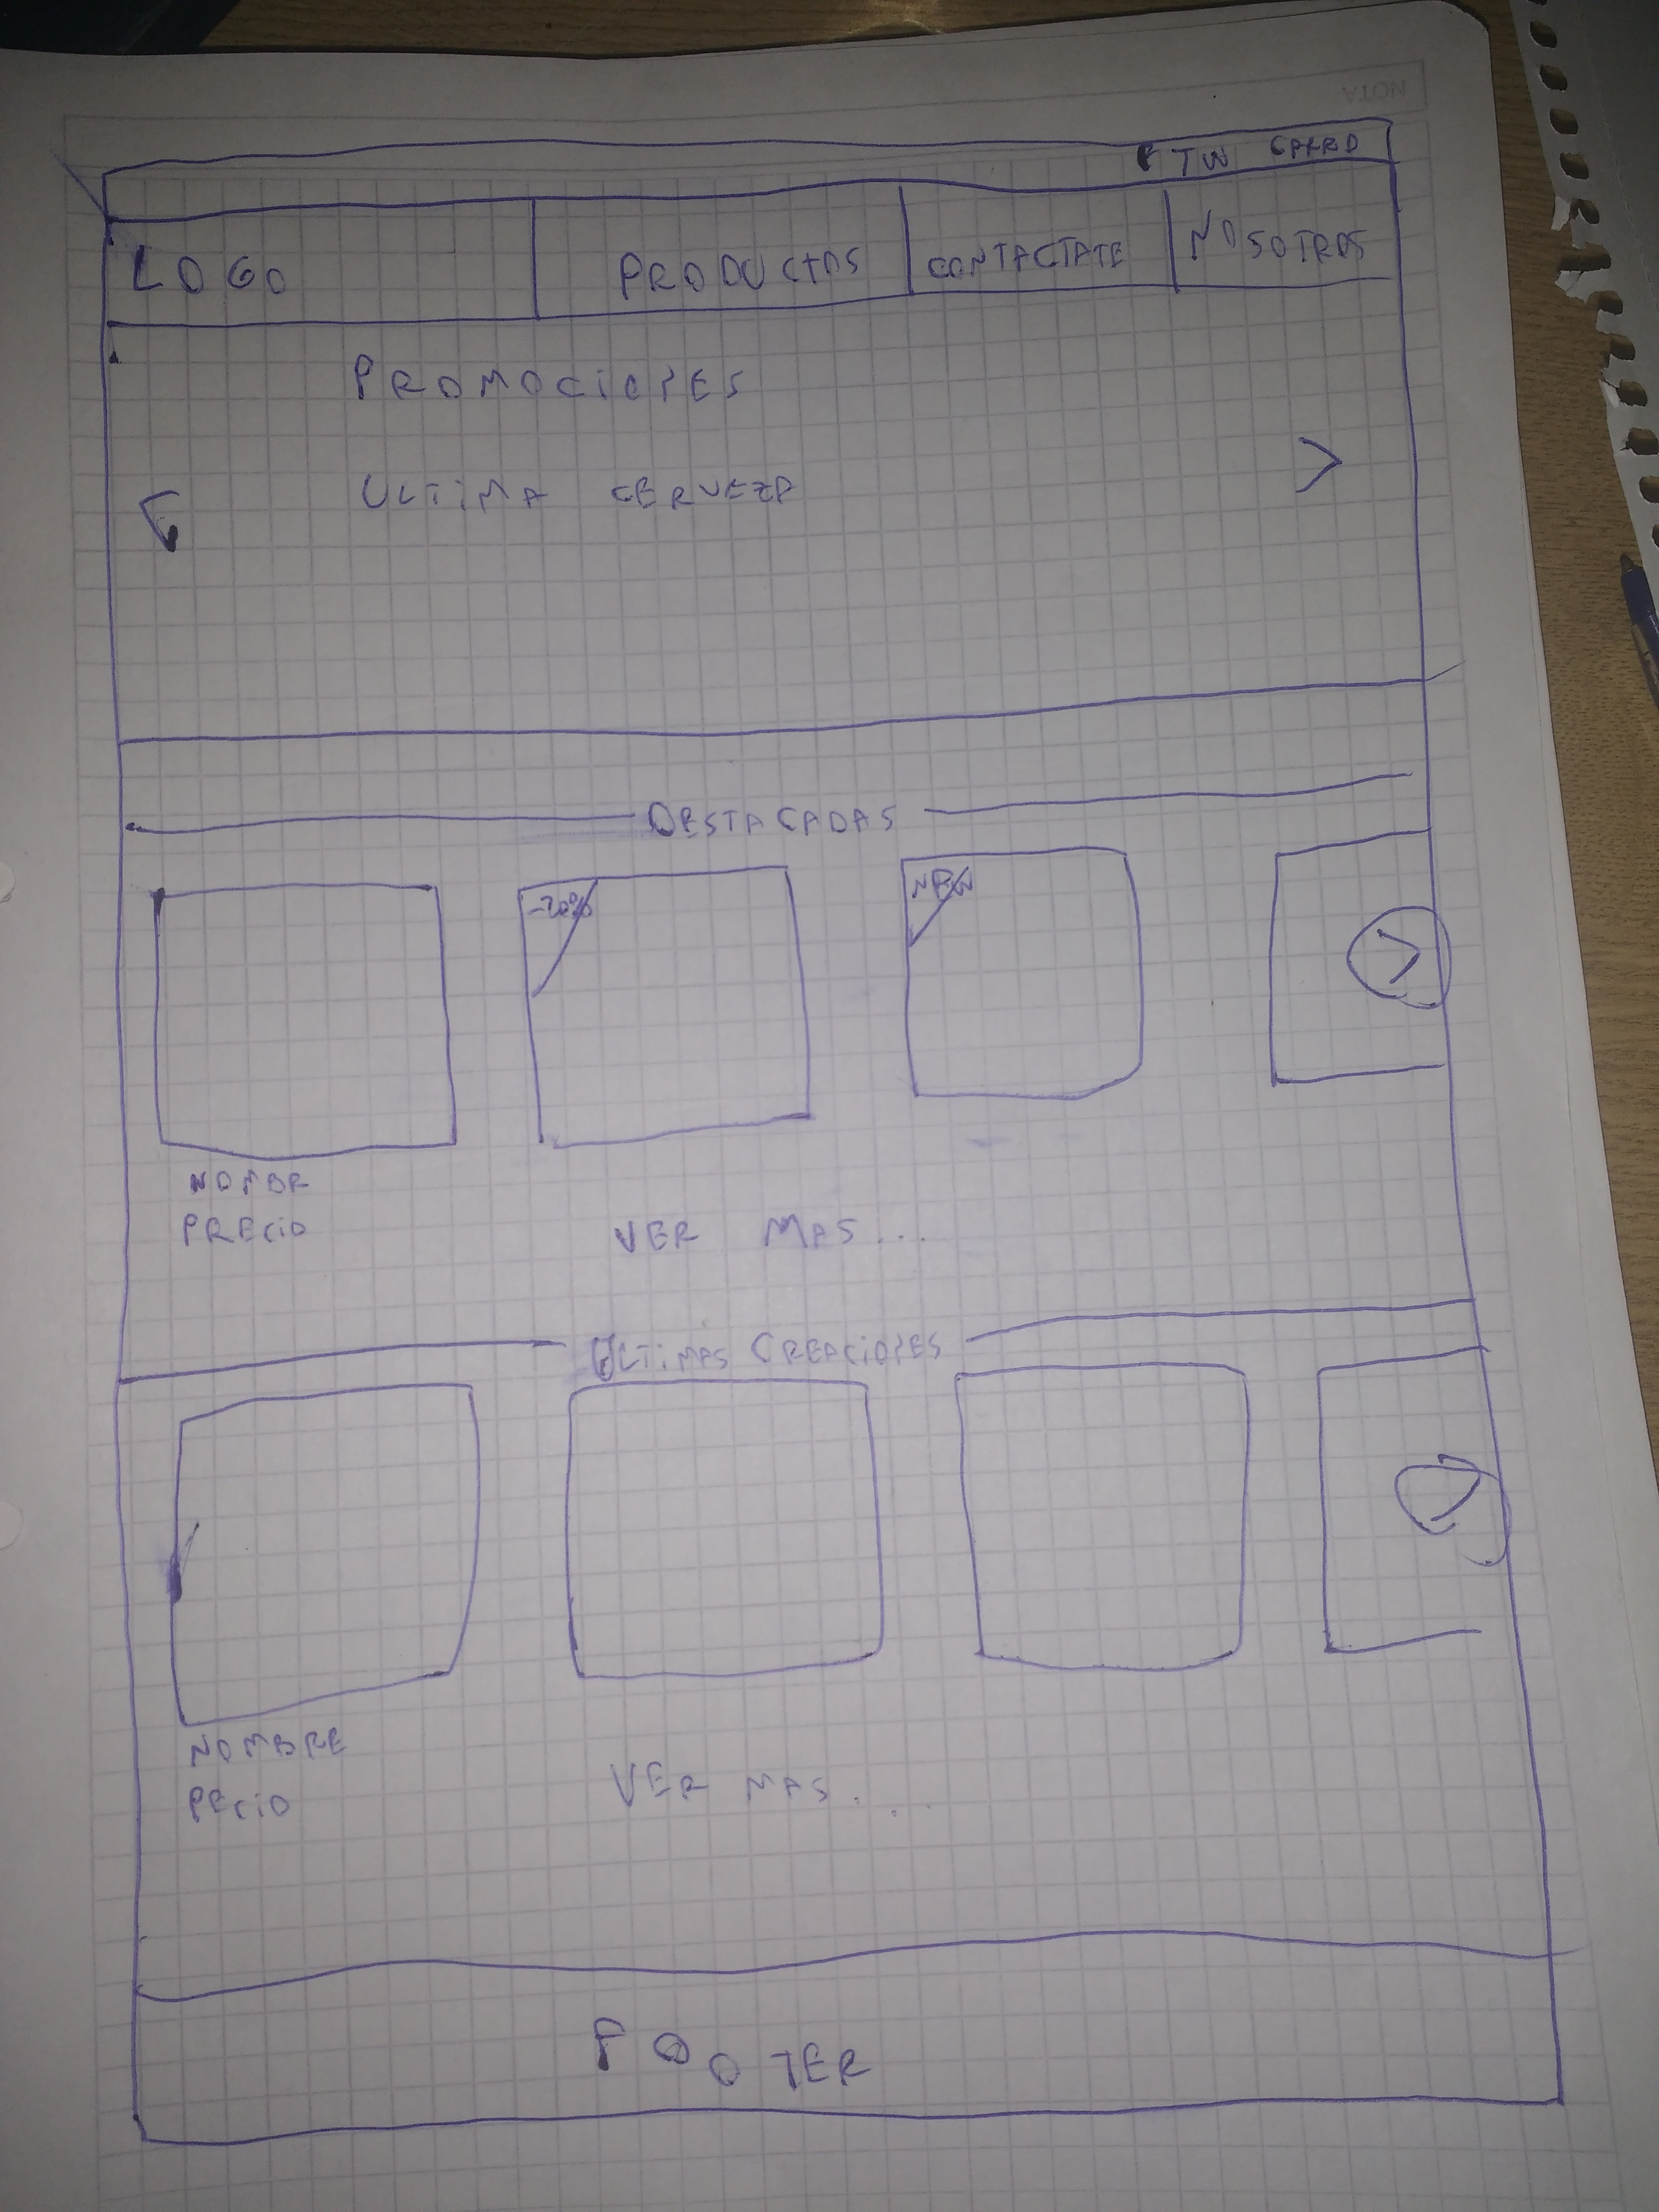 NOTA
F TW CARRO
LOGO PRODUCTOS CONTACTATE NOSOTROS
PROMOCIONES
ULTIMA CERVEZA
DESTACADAS
-20% NEW
NOMBR
PRECIO
VER MAS...
ULTIMAS CREACIONES
NOMBRE
PECIO
VER MAS...
FOOTER